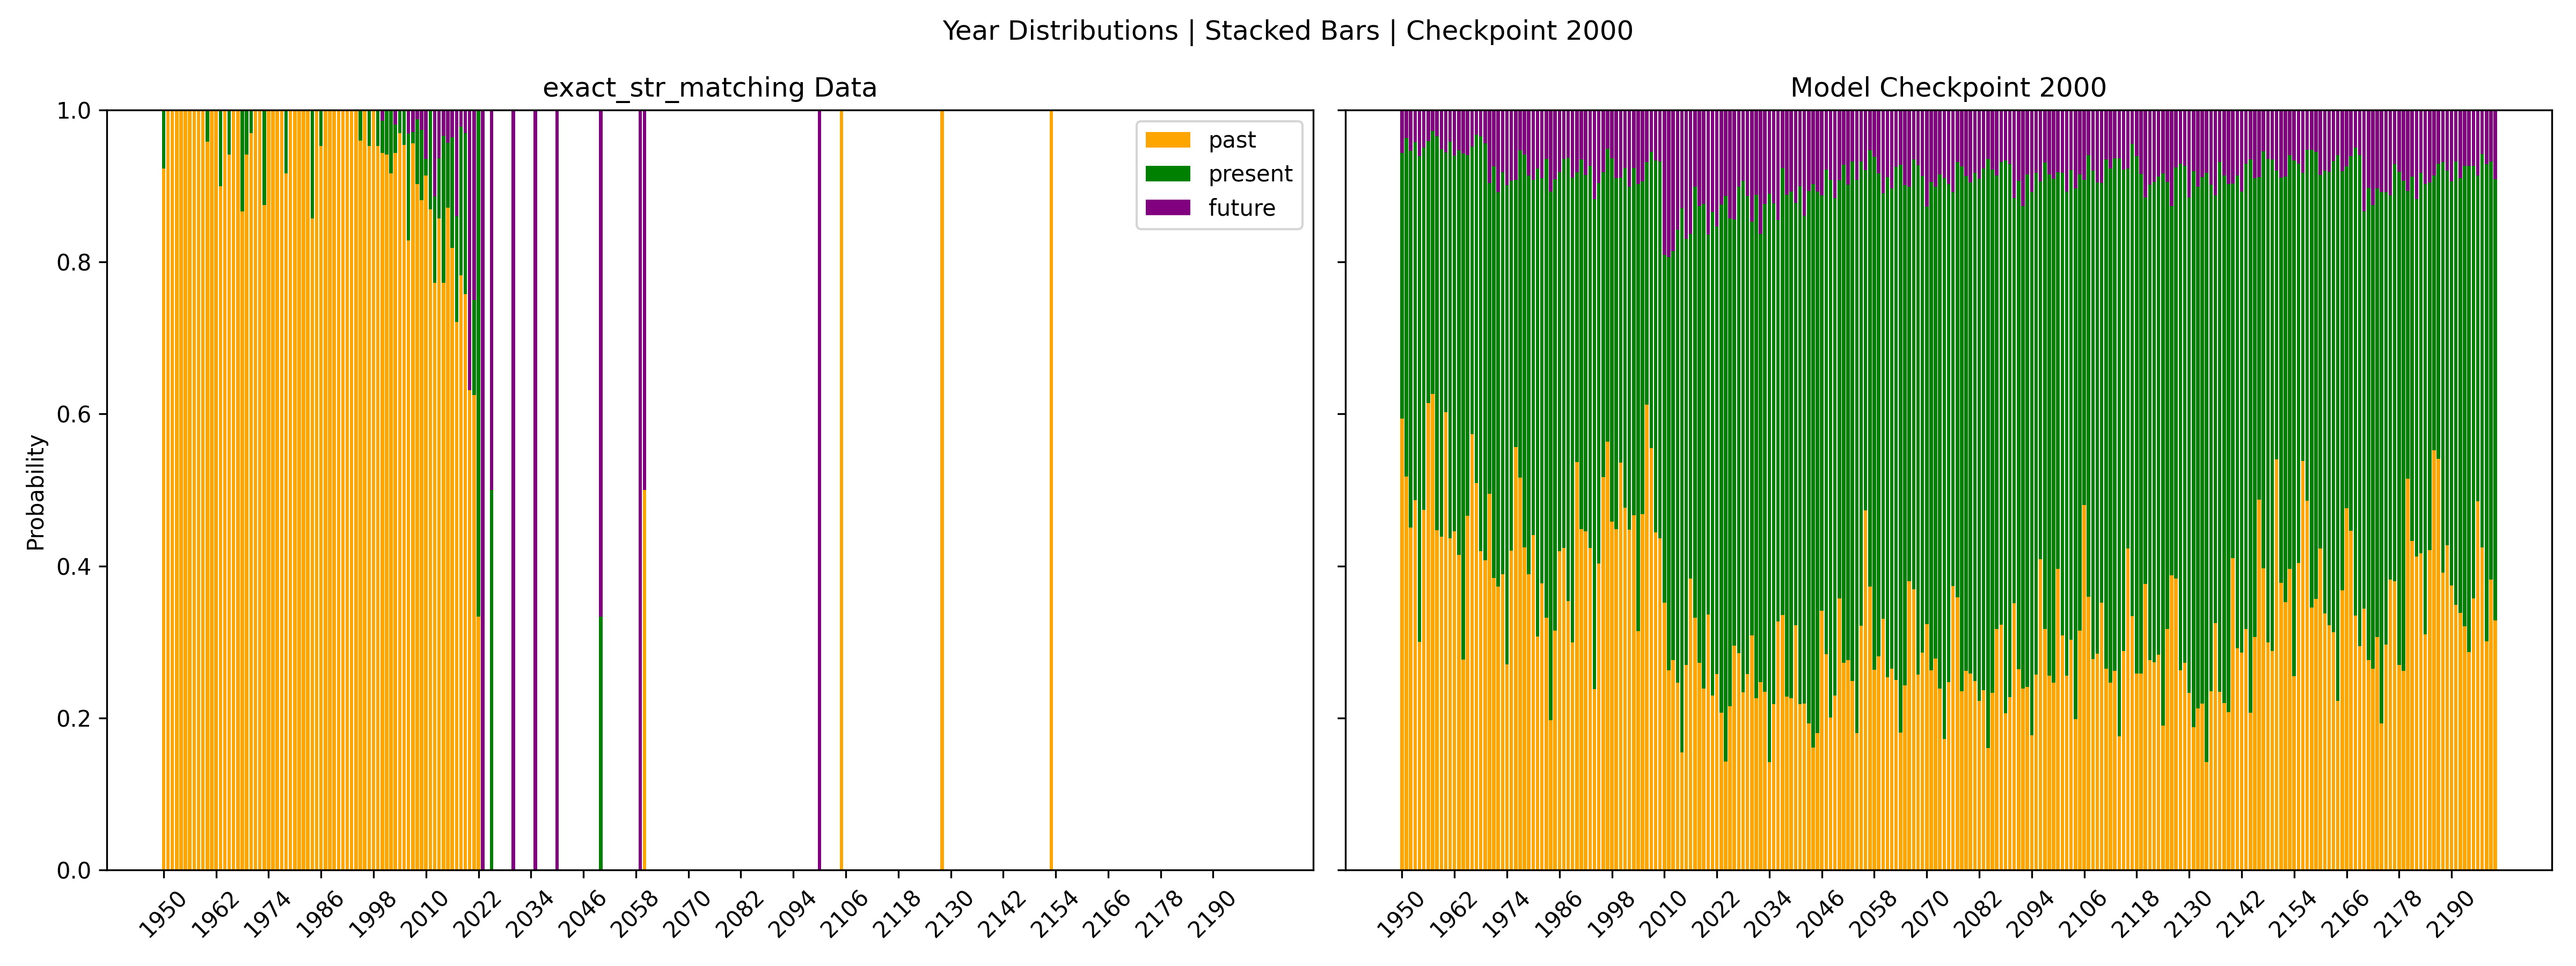 Year Distributions | Stacked Bars | Checkpoint 2000
exact_str_matching Data
Model Checkpoint 2000
past
present
future
Probability
1.0
0.8
0.6
0.4
0.2
0.0
1950 1962 1974 1986 1998 2010 2022 2034 2046 2058 2070 2082 2094 2106 2118 2130 2142 2154 2166 2178 2190
1950 1962 1974 1986 1998 2010 2022 2034 2046 2058 2070 2082 2094 2106 2118 2130 2142 2154 2166 2178 2190